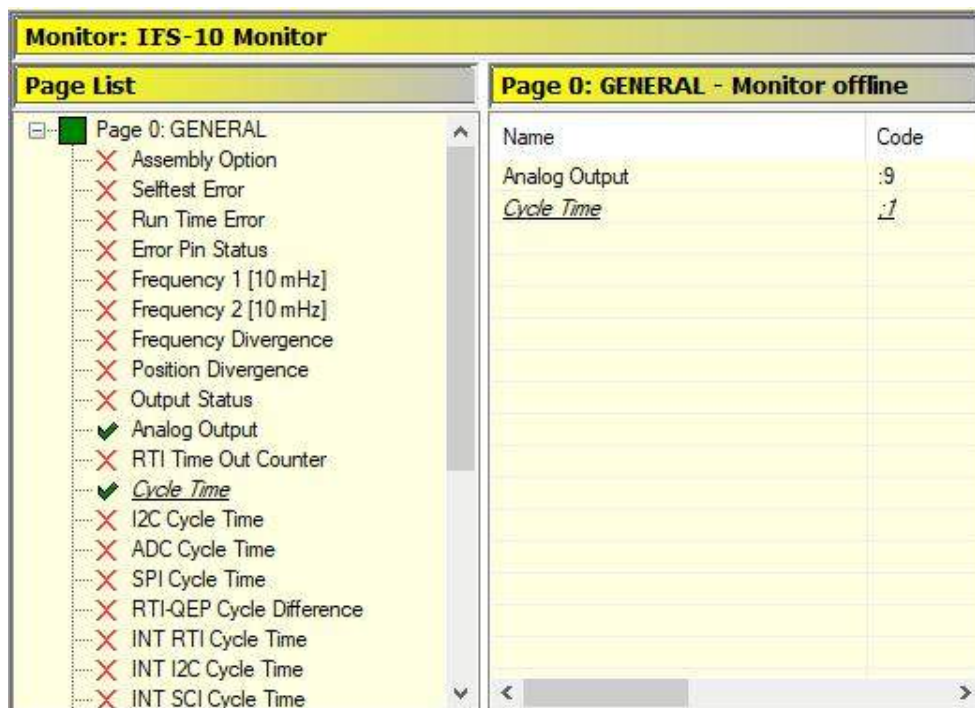 Monitor: IFS-10 Monitor
Page List
Page 0: GENERAL
Assembly Option
Selftest Error
Run Time Error
Error Pin Status
Frequency 1 [10 mHz]
Frequency 2 [10 mHz]
Frequency Divergence
Position Divergence
Output Status
Analog Output
RTI Time Out Counter
Cycle Time
I2C Cycle Time
ADC Cycle Time
SPI Cycle Time
RTI-QEP Cycle Difference
INT RTI Cycle Time
INT I2C Cycle Time
INT SCI Cycle Time
Page 0: GENERAL - Monitor offline
Name Code
Analog Output :9
Cycle Time :1